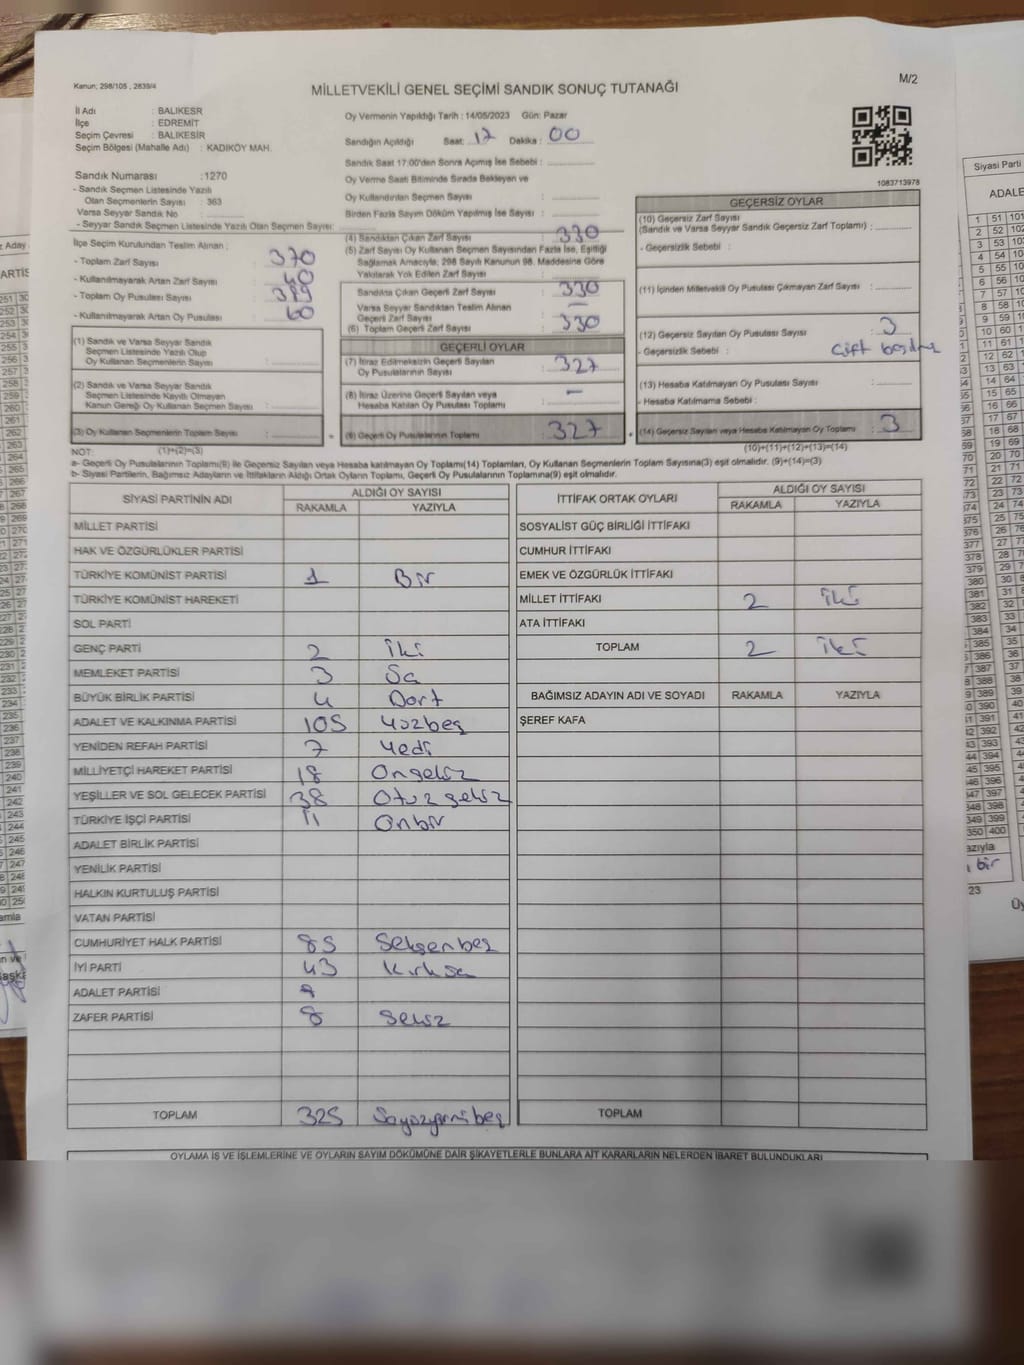 Kanun; 298/105 , 2839/4
M/2
MİLLETVEKİLİ GENEL SEÇİMİ SANDIK SONUÇ TUTANAĞI
İl Adı : BALIKESR
İlçe : EDREMİT
Seçim Çevresi : BALIKESİR
Seçim Bölgesi (Mahalle Adı) : KADIKÖY MAH.
Oy Vermenin Yapıldığı Tarih : 14/05/2023 Gün: Pazar
Sandığın Açıldığı Saat: 17 Dakika : 00
Sandık Saat 17:00'den Sonra Açımış İse Sebebi :
Oy Verme Saati Bitiminde Sırada Bekleyen ve
Oy Kullandırılan Seçmen Sayısı :
Birden Fazla Sayım Döküm Yapılmış İse Sayısı :
1083713978
Sandık Numarası : 1270
- Sandık Seçmen Listesinde Yazılı
Olan Seçmenlerin Sayısı : 363
Varsa Seyyar Sandık No :
- Seyyar Sandık Seçmen Listesinde Yazılı Olan Seçmen Sayısı:
İlçe Seçim Kurulundan Teslim Alınan :
- Toplam Zarf Sayısı : 370
- Kullanılmayarak Artan Zarf Sayısı : 40
- Toplam Oy Pusulası Sayısı :
- Kullanılmayarak Artan Oy Pusulası : 60
(1) Sandık ve Varsa Seyyar Sandık
Seçmen Listesinde Yazılı Olup
Oy Kullanan Seçmenlerin Sayısı :
(2) Sandık ve Varsa Seyyar Sandık
Seçmen Listesinde Kayıtlı Olmayan
Kanun Gereği Oy Kullanan Seçmen Sayısı :
(3) Oy Kullanan Seçmenlerin Toplam Sayısı :
(4) Sandıktan Çıkan Zarf Sayısı : 330
(5) Zarf Sayısı Oy Kullanan Seçmen Sayısından Fazla İse, Eşitliği
Sağlamak Amacıyla, 298 Sayılı Kanunun 98. Maddesine Göre
Yakılarak Yok Edilen Zarf Sayısı :
Sandıkta Çıkan Geçerli Zarf Sayısı : 330
Varsa Seyyar Sandıktan Teslim Alınan
Geçerli Zarf Sayısı : —
(6) Toplam Geçerli Zarf Sayısı : 330
GEÇERLİ OYLAR
(7) İtiraz Edilmeksizin Geçerli Sayılan
Oy Pusulalarının Sayısı : 327
(8) İtiraz Üzerine Geçerli Sayılan veya
Hesaba Katılan Oy Pusulası Toplamı : —
(9) Geçerli Oy Pusulalarının Toplamı : 327
GEÇERSİZ OYLAR
(10) Geçersiz Zarf Sayısı
(Sandık ve Varsa Seyyar Sandık Geçersiz Zarf Toplamı) :
- Geçersizlik Sebebi :
(11) İçinden Milletvekili Oy Pusulası Çıkmayan Zarf Sayısı :
(12) Geçersiz Sayılan Oy Pusulası Sayısı : 3
- Geçersizlik Sebebi : Çift
(13) Hesaba Katılmayan Oy Pusulası Sayısı :
- Hesaba Katılmama Sebebi :
(14) Geçersiz Sayılan veya Hesaba Katılmayan Oy Toplamı : 3
NOT: (1)+(2)=(3)
(10)+(11)+(12)+(13)=(14)
a- Geçerli Oy Pusulalarının Toplamı(9) ile Geçersiz Sayılan veya Hesaba katılmayan Oy Toplamı(14) Toplamları, Oy Kullanan Seçmenlerin Toplam Sayısına(3) eşit olmalıdır. (9)+(14)=(3)
b- Siyasi Partilerin, Bağımsız Adayların ve İttifakların Aldığı Ortak Oyların Toplamı, Geçerli Oy Pusulalarının Toplamına(9) eşit olmalıdır.
SİYASİ PARTİNİN ADI ALDIĞI OY SAYISI
RAKAMLA YAZIYLA
MİLLET PARTİSİ
HAK VE ÖZGÜRLÜKLER PARTİSİ
TÜRKİYE KOMÜNİST PARTİSİ 1 Bir
TÜRKİYE KOMÜNİST HAREKETİ
SOL PARTİ
GENÇ PARTİ 2 iki
MEMLEKET PARTİSİ 3
BÜYÜK BİRLİK PARTİSİ 4 Dört
ADALET VE KALKINMA PARTİSİ 105 Yüzbeş
YENİDEN REFAH PARTİSİ 7 Yedi
MİLLİYETÇİ HAREKET PARTİSİ 18 Onsekiz
YEŞİLLER VE SOL GELECEK PARTİSİ 38 Otuz sekiz
TÜRKİYE İŞÇİ PARTİSİ 11 Onbir
ADALET BİRLİK PARTİSİ
YENİLİK PARTİSİ
HALKIN KURTULUŞ PARTİSİ
VATAN PARTİSİ
CUMHURİYET HALK PARTİSİ 85 Seksenbeş
İYİ PARTİ 43
ADALET PARTİSİ
ZAFER PARTİSİ 8 Sekiz
TOPLAM 325
İTTİFAK ORTAK OYLARI ALDIĞI OY SAYISI
RAKAMLA YAZIYLA
SOSYALİST GÜÇ BİRLİĞİ İTTİFAKI
CUMHUR İTTİFAKI
EMEK VE ÖZGÜRLÜK İTTİFAKI
MİLLET İTTİFAKI 2 iki
ATA İTTİFAKI
TOPLAM 2 iki
BAĞIMSIZ ADAYIN ADI VE SOYADI RAKAMLA YAZIYLA
ŞEREF KAFA
TOPLAM
OYLAMA İŞ VE İŞLEMLERİNE VE OYLARIN SAYIM DÖKÜMÜNE DAİR ŞİKAYETLERLE BUNLARA AİT KARARLARIN NELERDEN İBARET BULUNDUKLARI
Siyasi Parti